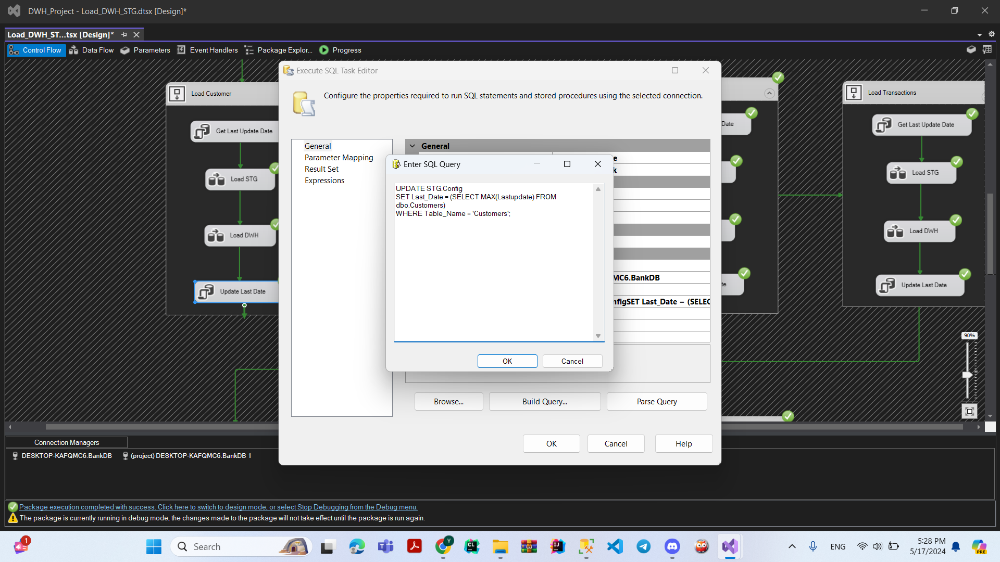 DWH_Project - Load_DWH_STG.dtsx [Design]*
Load_DWH_ST...tsx [Design]*
Control Flow
Data Flow
Parameters
Event Handlers
Package Explor...
Progress
Load Customer
Get Last Update Date
Load STG
Load DWH
Update Last Date
Execute SQL Task Editor
Configure the properties required to run SQL statements and stored procedures using the selected connection.
General
Parameter Mapping
Result Set
Expressions
General
e
k
MC6.BankDB
nfigSET Last_Date = (SELEC
Enter SQL Query
UPDATE STG.Config
SET Last_Date = (SELECT MAX(Lastupdate) FROM
dbo.Customers)
WHERE Table_Name = 'Customers';
OK
Cancel
Browse...
Build Query...
Parse Query
OK
Cancel
Help
Date
te
Load Transactions
Get Last Update Date
Load STG
Load DWH
Update Last Date
90%
Connection Managers
DESKTOP-KAFQMC6.BankDB
(project) DESKTOP-KAFQMC6.BankDB 1
Package execution completed with success. Click here to switch to design mode, or select Stop Debugging from the Debug menu.
The package is currently running in debug mode; the changes made to the package will not take effect until the package is run again.
1
Search
Y
CL
IJ
ENG
5:28 PM
5/17/2024
PRE